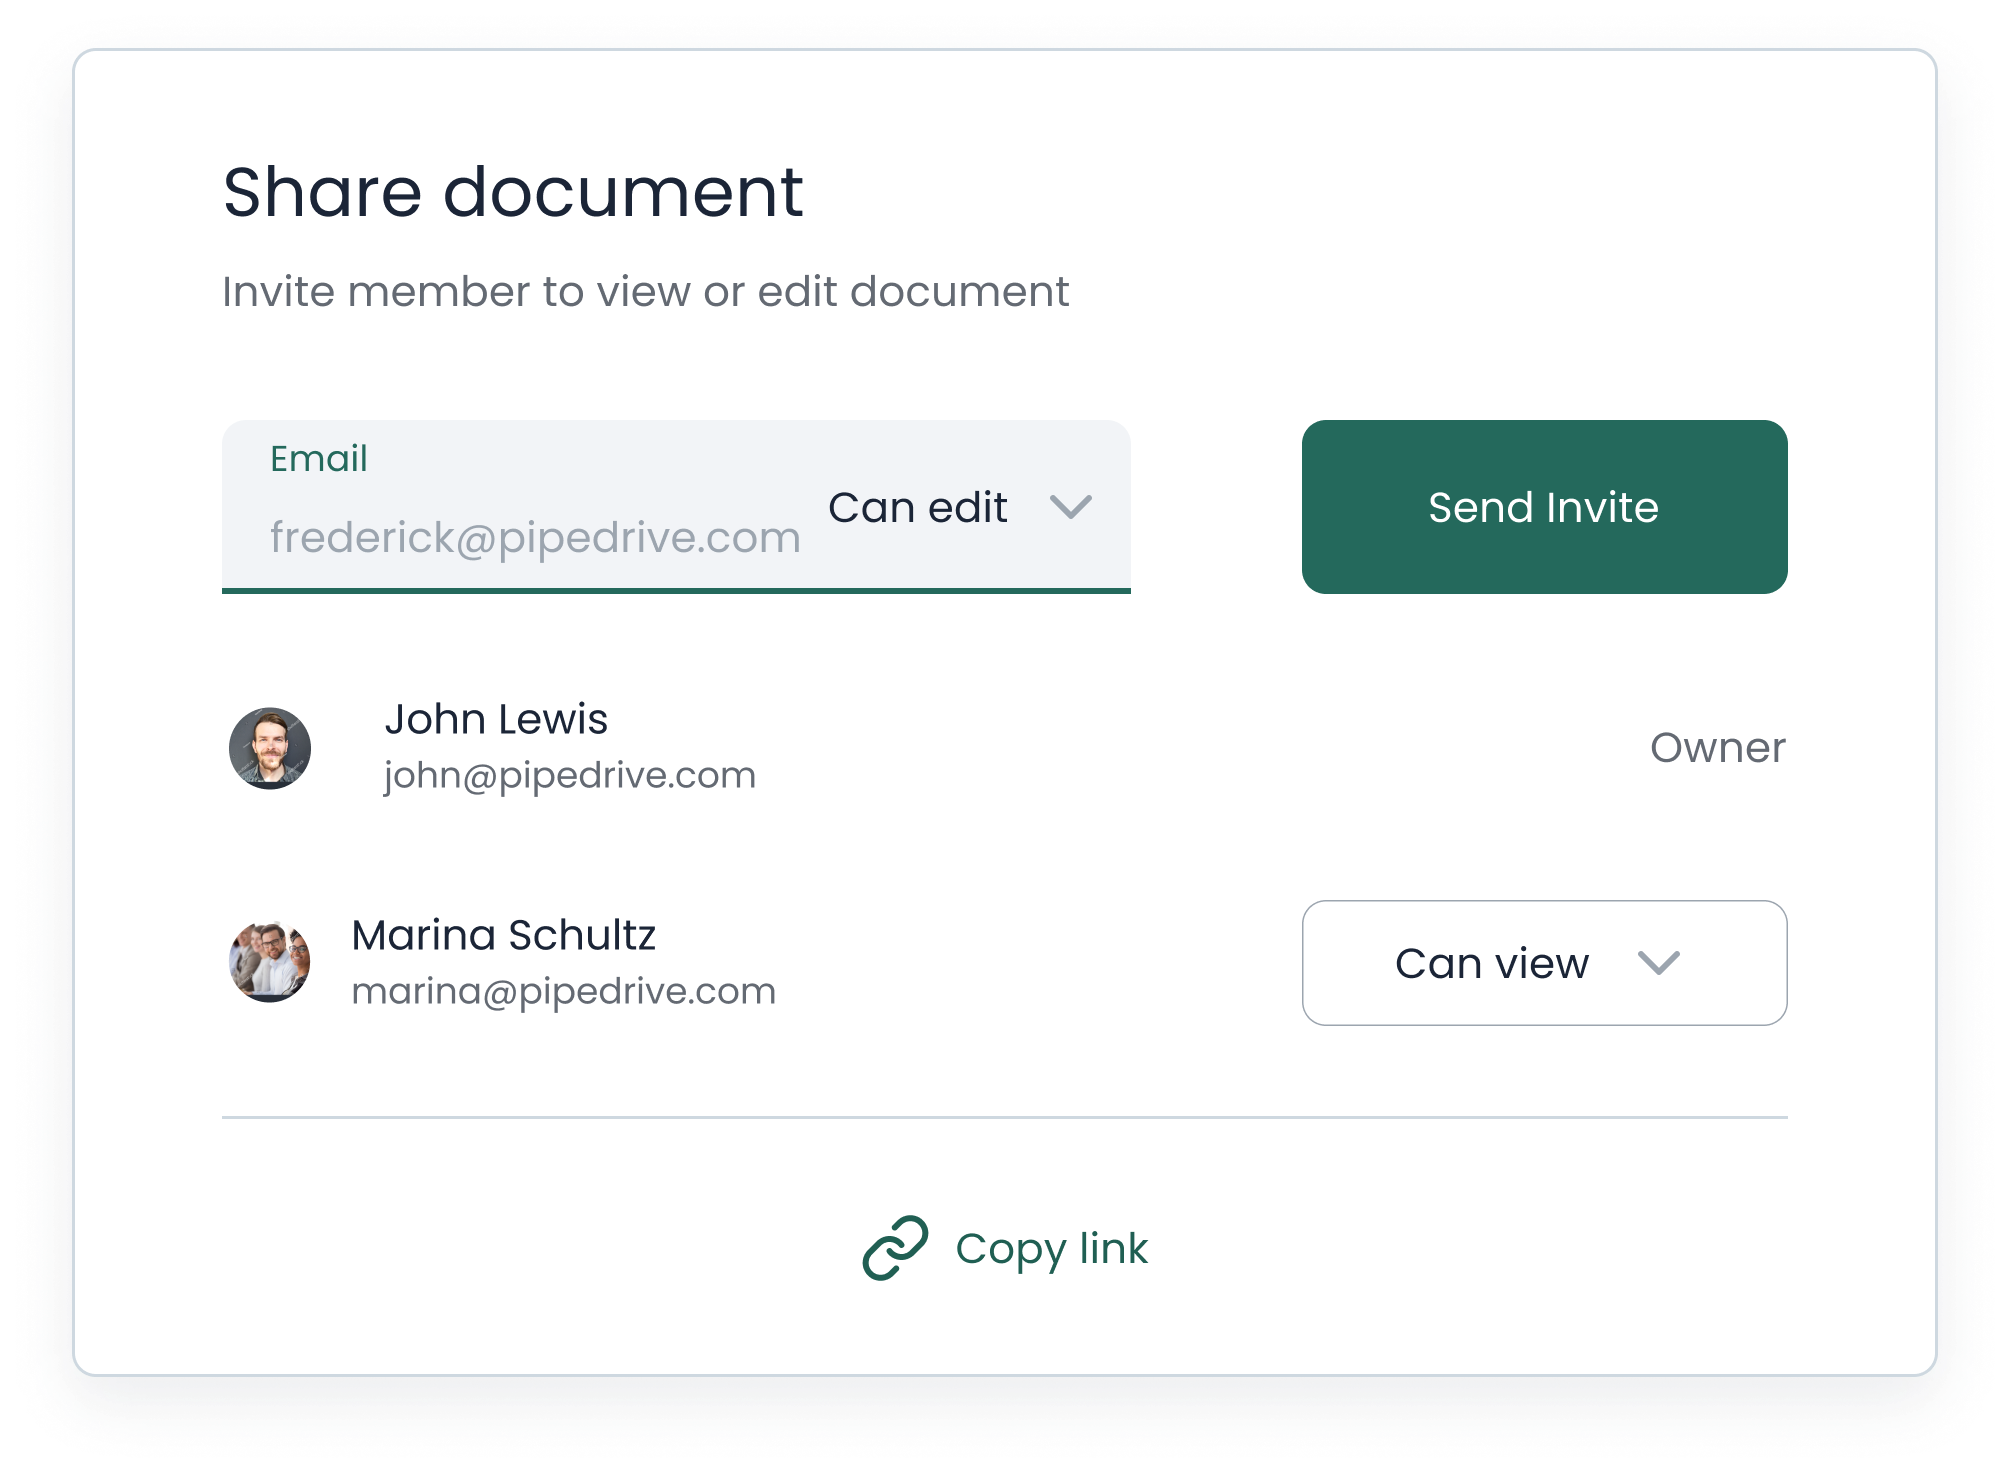 Share document
Invite member to view or edit document
Email
frederick@pipedrive.com
Can edit
Send Invite
John Lewis
john@pipedrive.com
Owner
Marina Schultz
marina@pipedrive.com
Can view
Copy link